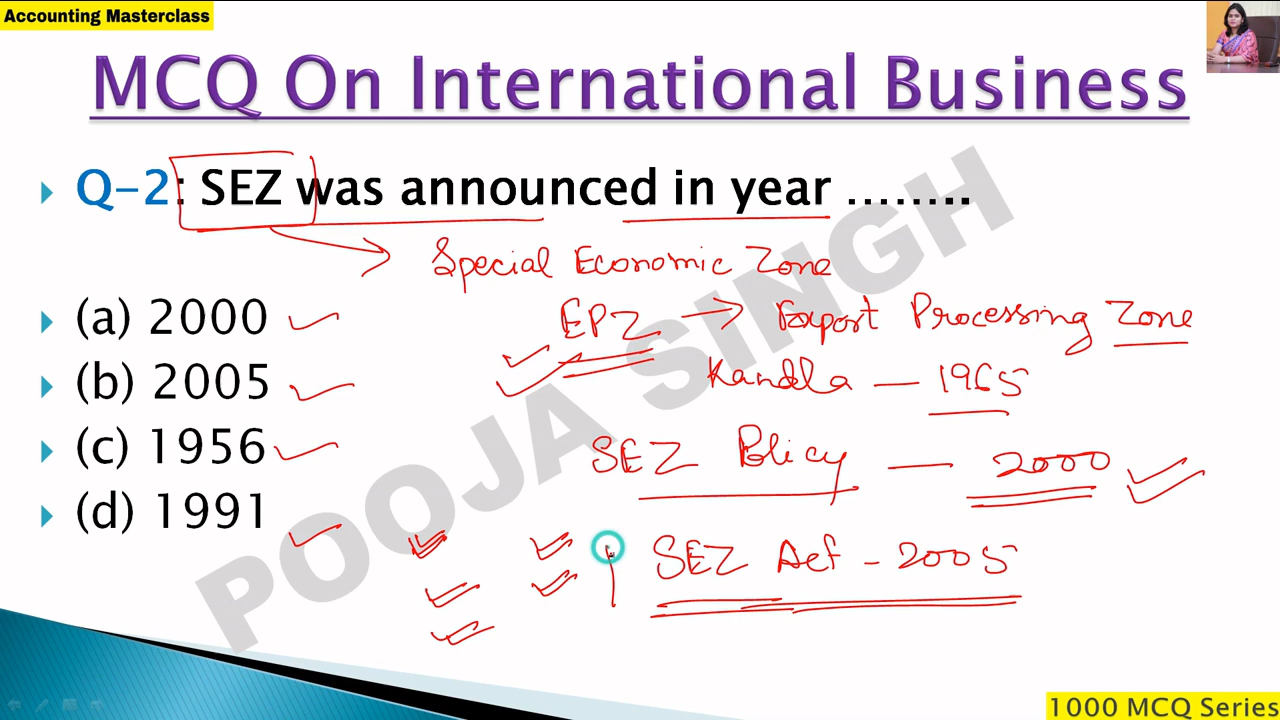 Accounting Masterclass
MCQ On International Business
Q-2: SEZ was announced in year ........
Special Economic Zone
(a) 2000
EPZ → Export Processing Zone
(b) 2005
Kandla — 1965
(c) 1956
SEZ Policy — 2000
(d) 1991
SEZ Act - 2005
POOJA SINGH
1000 MCQ Series